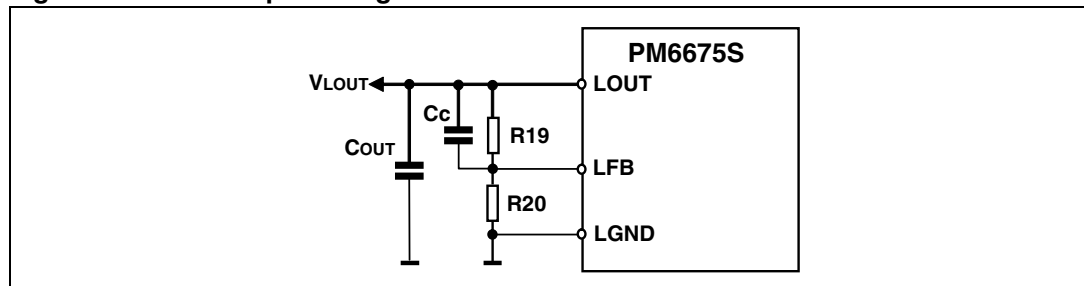 PM6675S
VLOUT
LOUT
Cc
R19
COUT
LFB
R20
LGND